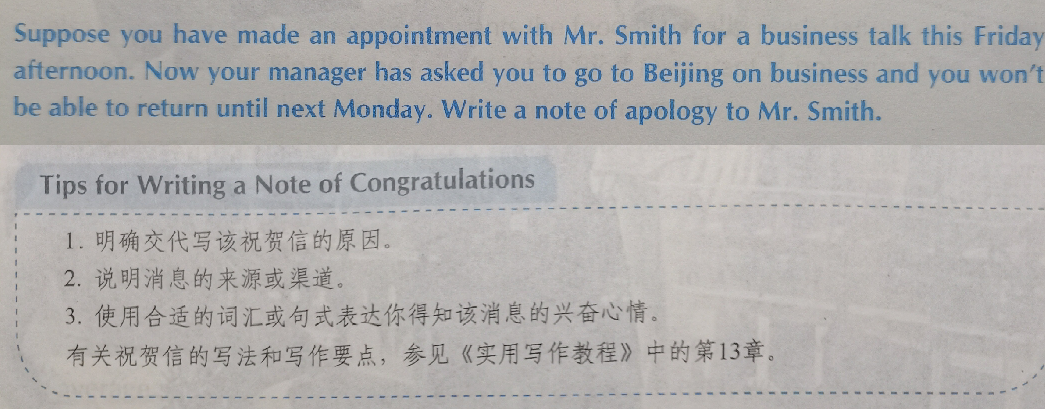 Suppose you have made an appointment with Mr. Smith for a business talk this Friday
afternoon. Now your manager has asked you to go to Beijing on business and you won't
be able to return until next Monday. Write a note of apology to Mr. Smith.
Tips for Writing a Note of Congratulations
1. 明确交代写该祝贺信的原因。
2. 说明消息的来源或渠道。
3. 使用合适的词汇或句式表达你得知该消息的兴奋心情。
有关祝贺信的写法和写作要点，参见《实用写作教程》中的第13章。